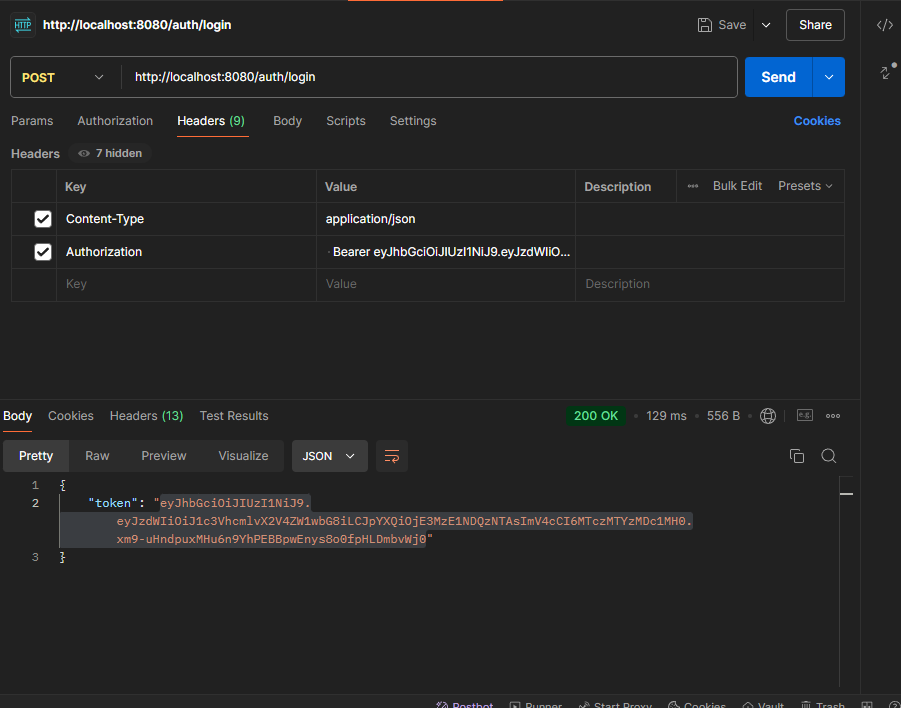 HTTP http://localhost:8080/auth/login Save Share
POST http://localhost:8080/auth/login Send
Params Authorization Headers (9) Body Scripts Settings Cookies
Headers 7 hidden
Key Value Description Bulk Edit Presets
Content-Type application/json
Authorization Bearer eyJhbGciOiJIUzI1NiJ9.eyJzdWIiO...
Key Value Description
Body Cookies Headers (13) Test Results 200 OK 129 ms 556 B e.g.
Pretty Raw Preview Visualize JSON
1 {
2 "token": "eyJhbGciOiJIUzI1NiJ9.
eyJzdWIiOiJ1c3VhcmlvX2V4ZW1wbG8iLCJpYXQiOjE3MzE1NDQzNTAsImV4cCI6MTczMTYzMDc1MH0.
xm9-uHndpuxMHu6n9YhPEBBpwEnys8o0fpHLDmbvWj0"
3 }
Postbot Runner Start Proxy Cookies Vault Trash